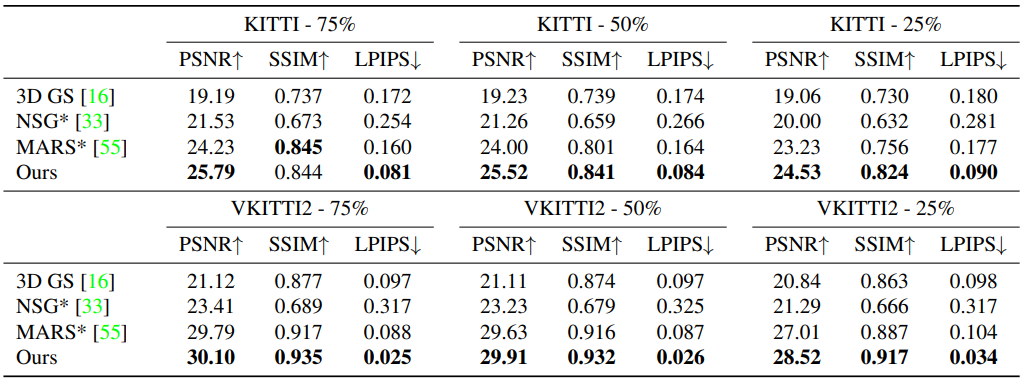 KITTI - 75% KITTI - 50% KITTI - 25%
PSNR↑ SSIM↑ LPIPS↓ PSNR↑ SSIM↑ LPIPS↓ PSNR↑ SSIM↑ LPIPS↓
3D GS [16] 19.19 0.737 0.172 19.23 0.739 0.174 19.06 0.730 0.180
NSG* [33] 21.53 0.673 0.254 21.26 0.659 0.266 20.00 0.632 0.281
MARS* [55] 24.23 0.845 0.160 24.00 0.801 0.164 23.23 0.756 0.177
Ours 25.79 0.844 0.081 25.52 0.841 0.084 24.53 0.824 0.090
VKITTI2 - 75% VKITTI2 - 50% VKITTI2 - 25%
PSNR↑ SSIM↑ LPIPS↓ PSNR↑ SSIM↑ LPIPS↓ PSNR↑ SSIM↑ LPIPS↓
3D GS [16] 21.12 0.877 0.097 21.11 0.874 0.097 20.84 0.863 0.098
NSG* [33] 23.41 0.689 0.317 23.23 0.679 0.325 21.29 0.666 0.317
MARS* [55] 29.79 0.917 0.088 29.63 0.916 0.087 27.01 0.887 0.104
Ours 30.10 0.935 0.025 29.91 0.932 0.026 28.52 0.917 0.034